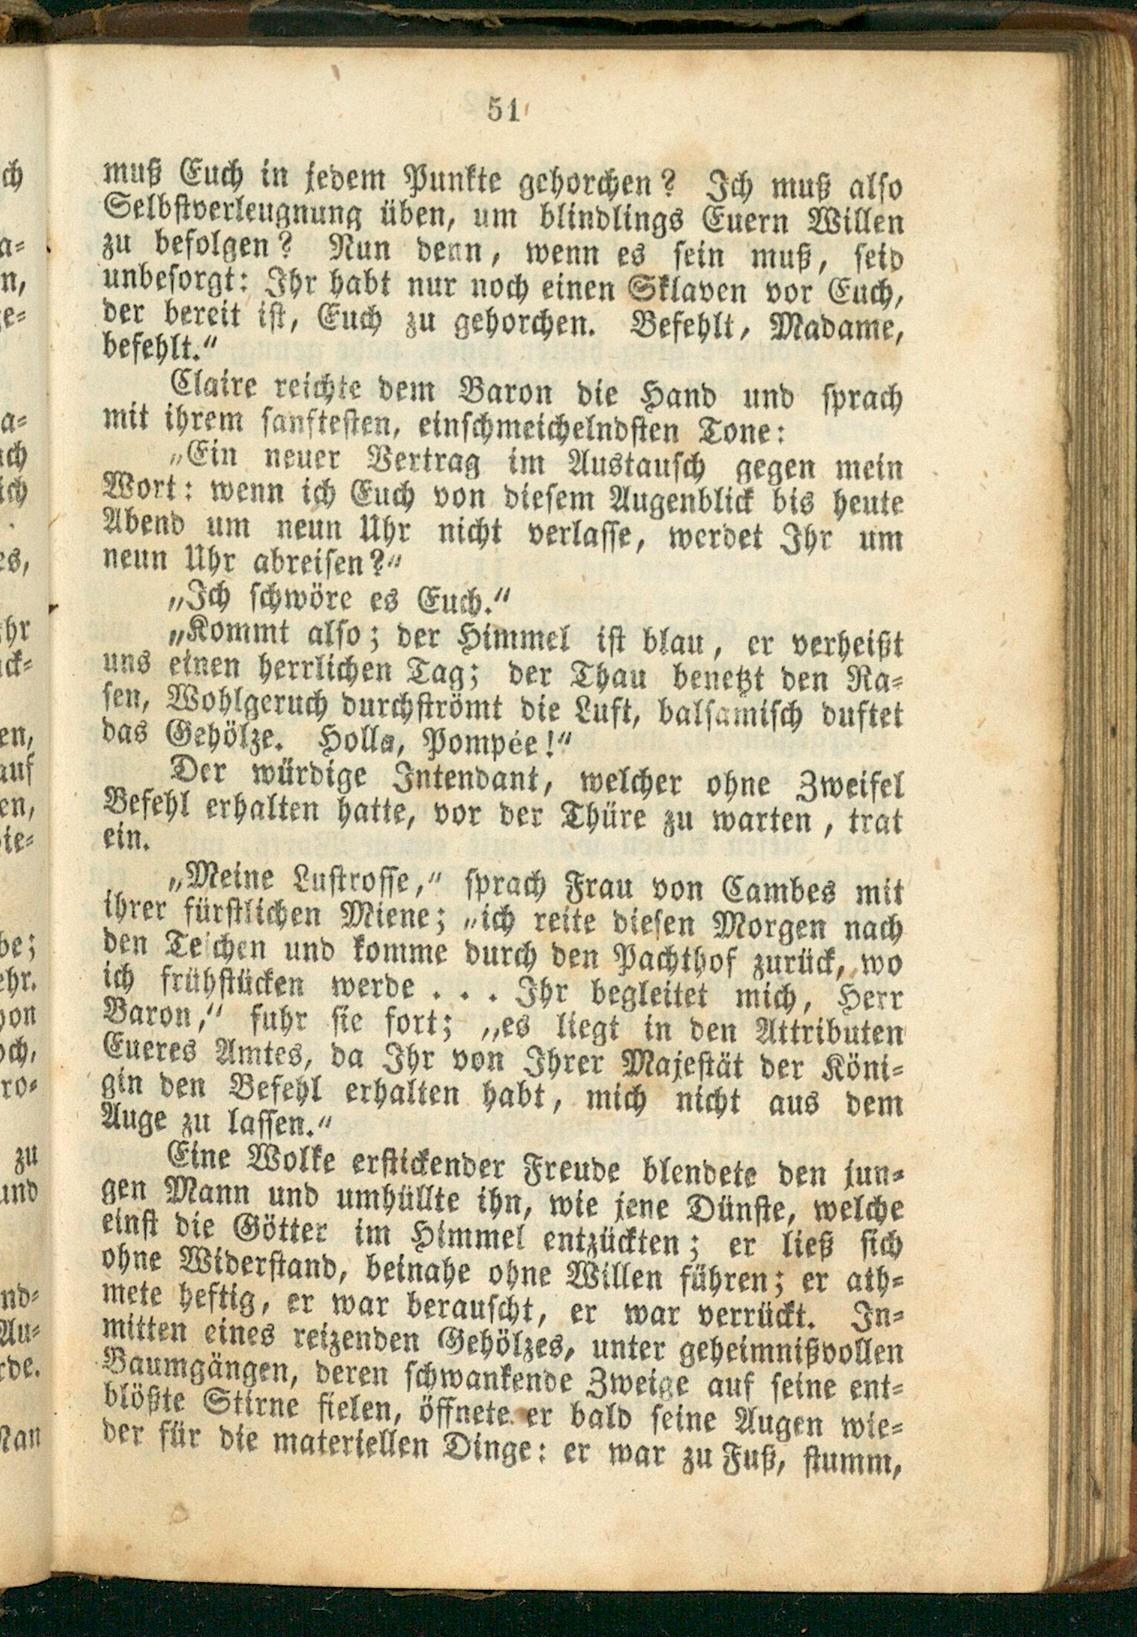 51
muß Euch in jedem Punkte gehorchen? Ich muß also
Selbstverleugnung üben, um blindlings Euern Willen
zu befolgen? Nun denn, wenn es sein muß, seid
unbesorgt: Ihr habt nur noch einen Sklaven vor Euch,
der bereit ist, Euch zu gehorchen. Befehlt, Madame,
befehlt.“
Claire reichte dem Baron die Hand und sprach
mit ihrem sanftesten, einschmeichelndsten Tone:
„Ein neuer Vertrag im Austausch gegen mein
Wort: wenn ich Euch von diesem Augenblick bis heute
Abend um neun Uhr nicht verlasse, werdet Ihr um
neun Uhr abreisen?“
„Ich schwöre es Euch.“
„Kommt also; der Himmel ist blau, er verheißt
uns einen herrlichen Tag; der Thau benetzt den Ra-
sen, Wohlgeruch durchströmt die Luft, balsamisch duftet
das Gehölze. Holla, Pompée!“
Der würdige Intendant, welcher ohne Zweifel
Befehl erhalten hatte, vor der Thüre zu warten, trat
ein.
„Meine Lustrosse,“ sprach Frau von Cambes mit
ihrer fürstlichen Miene; „ich reite diesen Morgen nach
den Teichen und komme durch den Pachthof zurück, wo
ich frühstücken werde . . . Ihr begleitet mich, Herr
Baron,“ fuhr sie fort; „es liegt in den Attributen
Eueres Amtes, da Ihr von Ihrer Majestät der Köni-
gin den Befehl erhalten habt, mich nicht aus dem
Auge zu lassen.“
Eine Wolke erstickender Freude blendete den jun-
gen Mann und umhüllte ihn, wie jene Dünste, welche
einst die Götter im Himmel entzückten; er ließ sich
ohne Widerstand, beinahe ohne Willen führen; er ath-
mete heftig, er war berauscht, er war verrückt. In-
mitten eines reizenden Gehölzes, unter geheimnißvollen
Baumgängen, deren schwankende Zweige auf seine ent-
blößte Stirne fielen, öffnete er bald seine Augen wie-
der für die materiellen Dinge: er war zu Fuß, stumm,